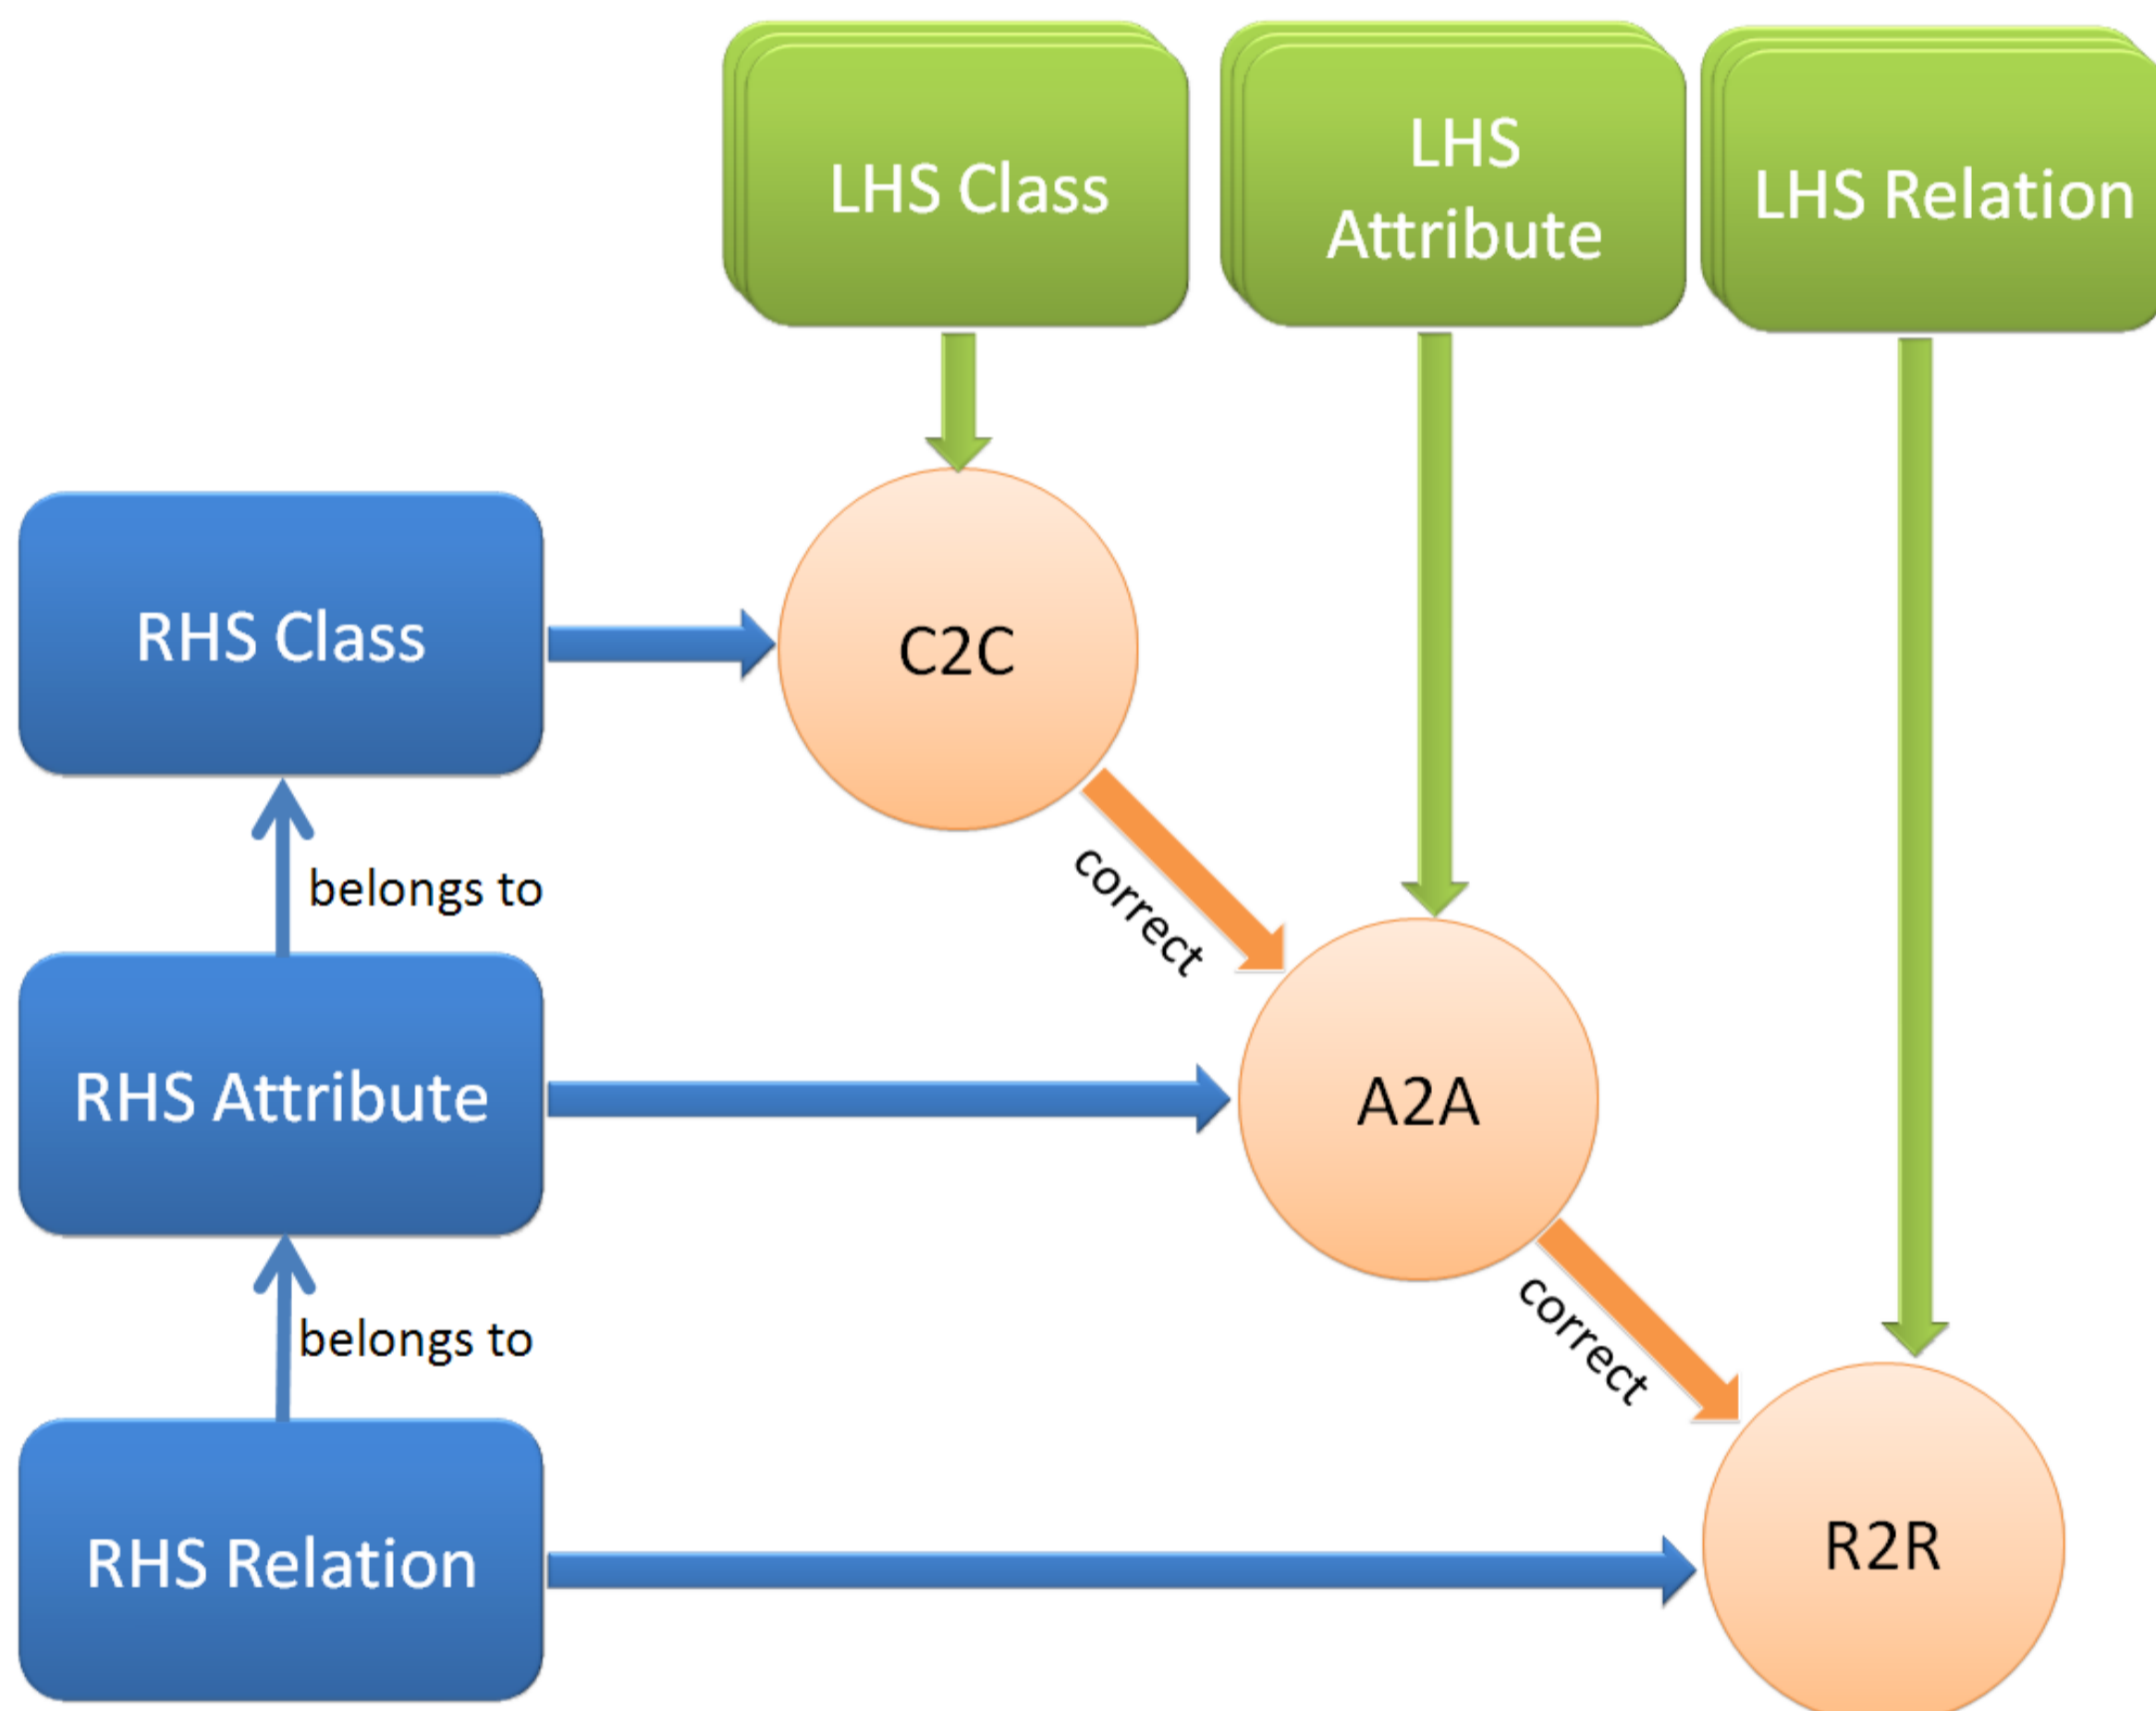 LHS Class
LHS
Attribute
LHS Relation
RHS Class
C2C
belongs to
correct
RHS Attribute
A2A
belongs to
correct
RHS Relation
R2R